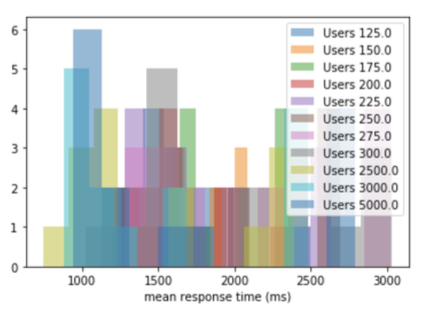 6
5
4
3
2
1
0
1000 1500 2000 2500 3000
mean response time (ms)
Users 125.0
Users 150.0
Users 175.0
Users 200.0
Users 225.0
Users 250.0
Users 275.0
Users 300.0
Users 2500.0
Users 3000.0
Users 5000.0